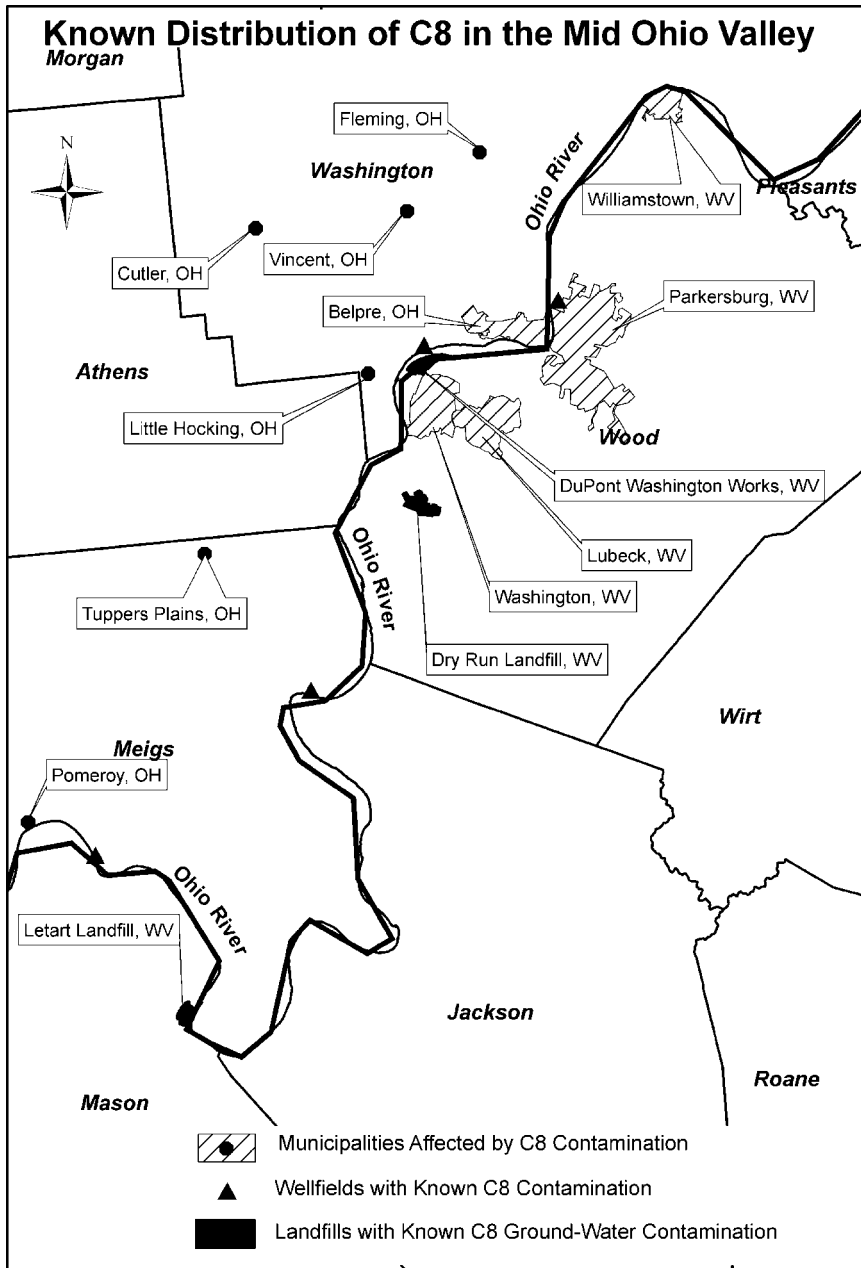 Known Distribution of C8 in the Mid Ohio Valley
Morgan
N
Fleming, OH
Washington
Ohio River
Williamstown, WV
Pleasants
Cutler, OH
Vincent, OH
Belpre, OH
Parkersburg, WV
Athens
Little Hocking, OH
Wood
DuPont Washington Works, WV
Lubeck, WV
Ohio River
Washington, WV
Tuppers Plains, OH
Dry Run Landfill, WV
Wirt
Meigs
Pomeroy, OH
Ohio River
Letart Landfill, WV
Jackson
Roane
Mason
Municipalities Affected by C8 Contamination
Wellfields with Known C8 Contamination
Landfills with Known C8 Ground-Water Contamination